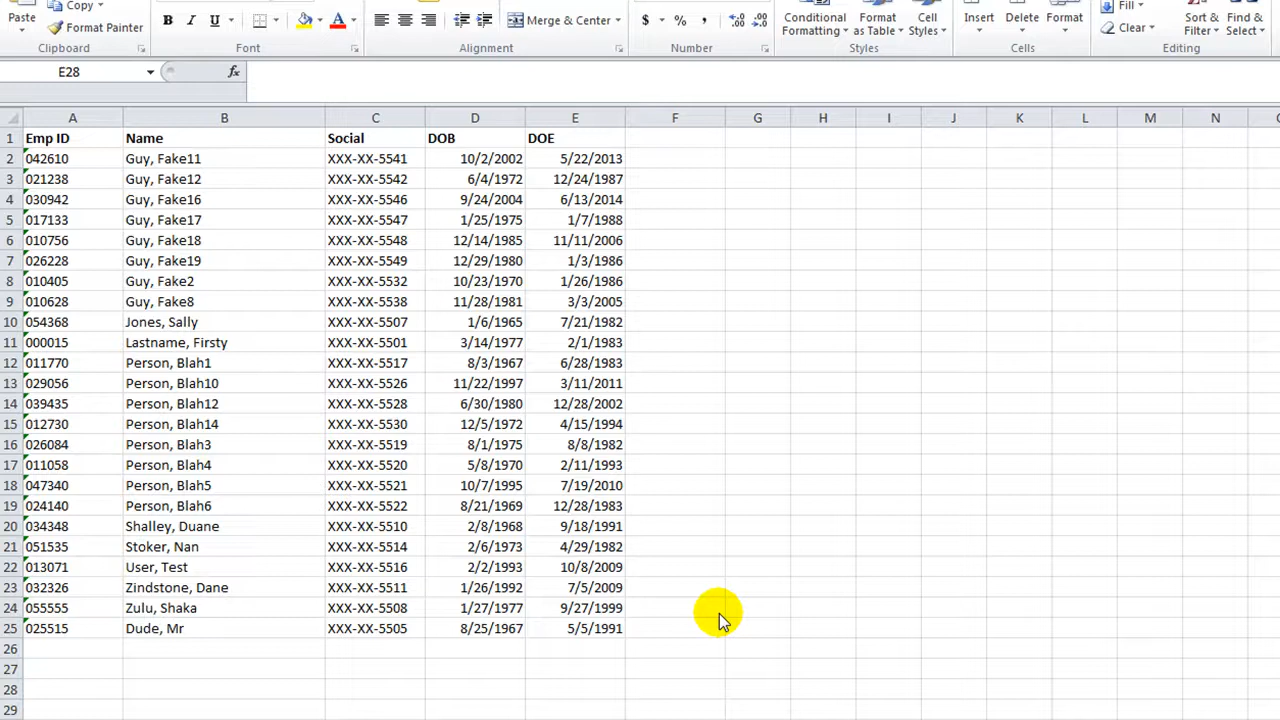 Paste Copy Fill
Format Painter B I U A Merge & Center $ % , Conditional Formatting Format as Table Cell Styles Insert Delete Format Clear Sort & Filter Find & Select
Clipboard Font Alignment Number Styles Cells Editing
E28 fx
A B C D E F G H I J K L M N
1 Emp ID Name Social DOB DOE
2 042610 Guy, Fake11 XXX-XX-5541 10/2/2002 5/22/2013
3 021238 Guy, Fake12 XXX-XX-5542 6/4/1972 12/24/1987
4 030942 Guy, Fake16 XXX-XX-5546 9/24/2004 6/13/2014
5 017133 Guy, Fake17 XXX-XX-5547 1/25/1975 1/7/1988
6 010756 Guy, Fake18 XXX-XX-5548 12/14/1985 11/11/2006
7 026228 Guy, Fake19 XXX-XX-5549 12/29/1980 1/3/1986
8 010405 Guy, Fake2 XXX-XX-5532 10/23/1970 1/26/1986
9 010628 Guy, Fake8 XXX-XX-5538 11/28/1981 3/3/2005
10 054368 Jones, Sally XXX-XX-5507 1/6/1965 7/21/1982
11 000015 Lastname, Firsty XXX-XX-5501 3/14/1977 2/1/1983
12 011770 Person, Blah1 XXX-XX-5517 8/3/1967 6/28/1983
13 029056 Person, Blah10 XXX-XX-5526 11/22/1997 3/11/2011
14 039435 Person, Blah12 XXX-XX-5528 6/30/1980 12/28/2002
15 012730 Person, Blah14 XXX-XX-5530 12/5/1972 4/15/1994
16 026084 Person, Blah3 XXX-XX-5519 8/1/1975 8/8/1982
17 011058 Person, Blah4 XXX-XX-5520 5/8/1970 2/11/1993
18 047340 Person, Blah5 XXX-XX-5521 10/7/1995 7/19/2010
19 024140 Person, Blah6 XXX-XX-5522 8/21/1969 12/28/1983
20 034348 Shalley, Duane XXX-XX-5510 2/8/1968 9/18/1991
21 051535 Stoker, Nan XXX-XX-5514 2/6/1973 4/29/1982
22 013071 User, Test XXX-XX-5516 2/2/1993 10/8/2009
23 032326 Zindstone, Dane XXX-XX-5511 1/26/1992 7/5/2009
24 055555 Zulu, Shaka XXX-XX-5508 1/27/1977 9/27/1999
25 025515 Dude, Mr XXX-XX-5505 8/25/1967 5/5/1991
26
27
28
29